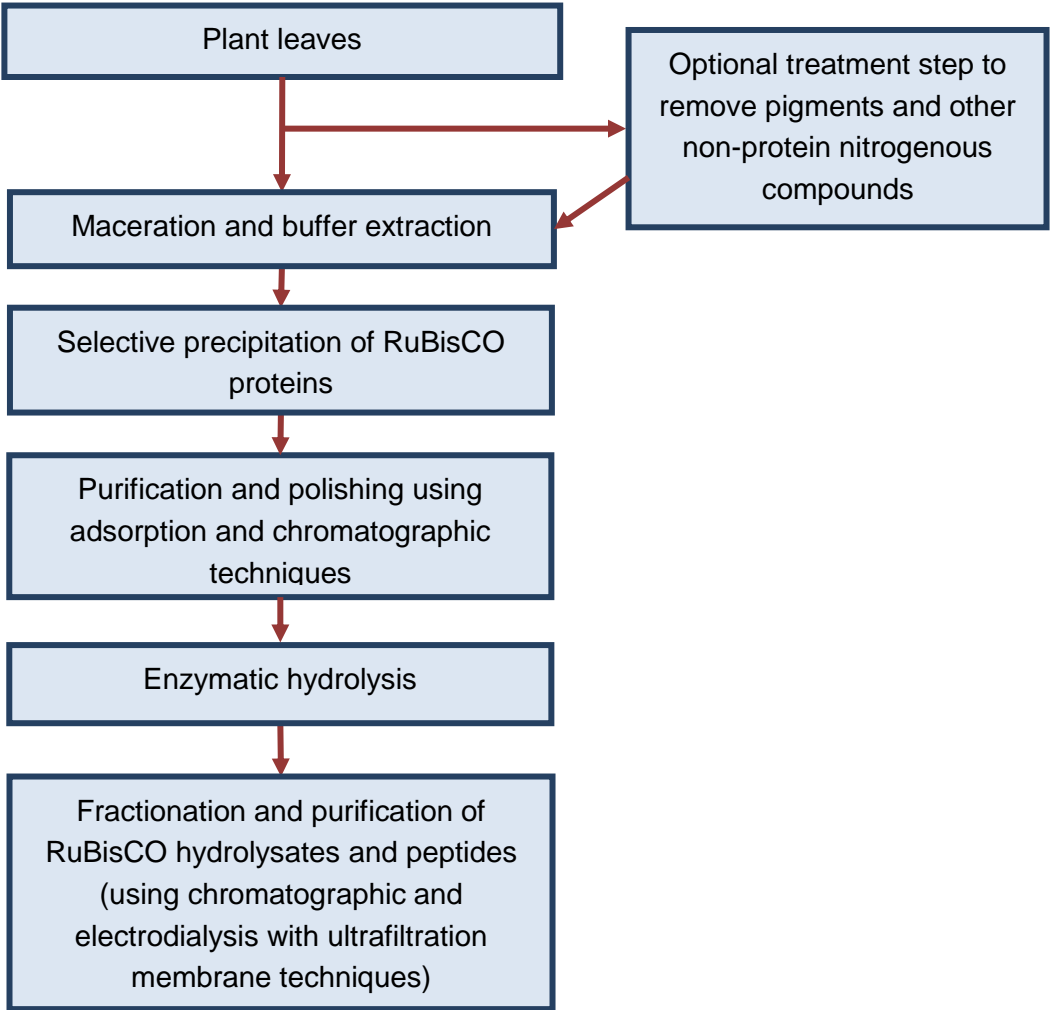 Plant leaves
Optional treatment step to
remove pigments and other
non-protein nitrogenous
compounds
Maceration and buffer extraction
Selective precipitation of RuBisCO
proteins
Purification and polishing using
adsorption and chromatographic
techniques
Enzymatic hydrolysis
Fractionation and purification of
RuBisCO hydrolysates and peptides
(using chromatographic and
electrodialysis with ultrafiltration
membrane techniques)